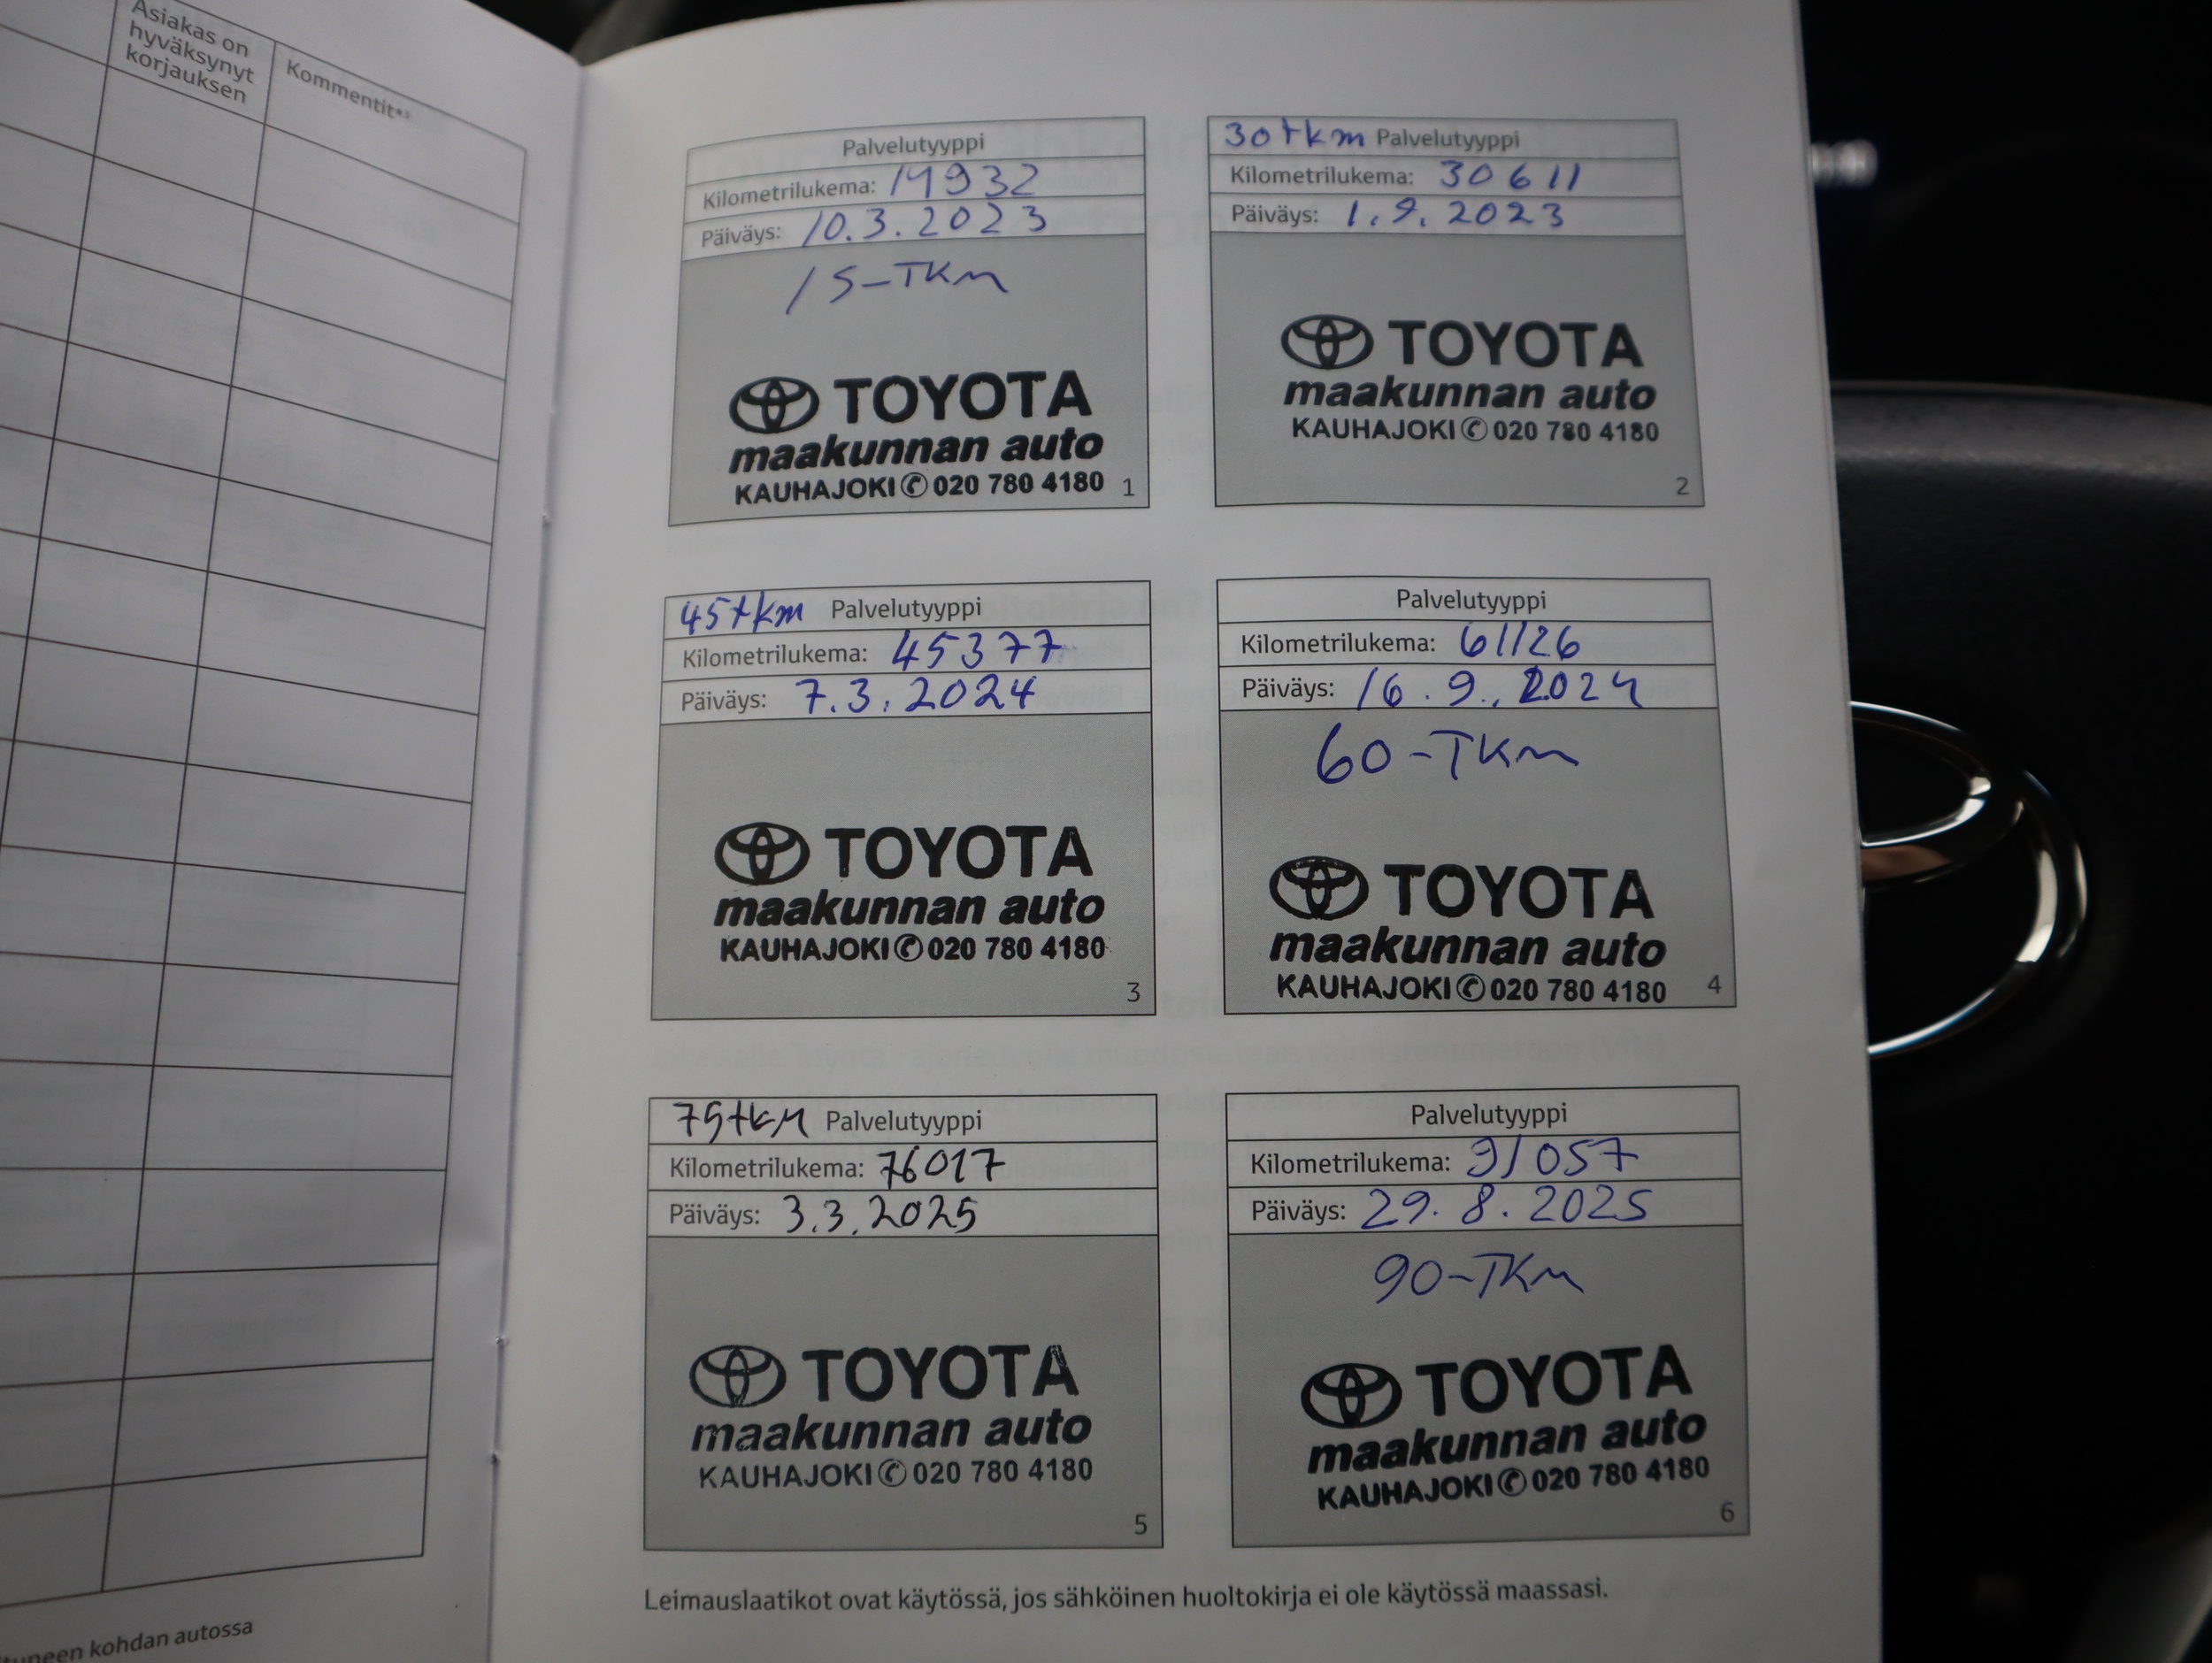 Asiakas on
hyväksynyt
korjauksen
Kommentit*³
kohdan autossa
Palvelutyyppi
Kilometrilukema: 14932
Päiväys: 10.3.2023
15-TKM
TOYOTA
maakunnan auto
KAUHAJOKI 020 780 4180
1
30tkm Palvelutyyppi
Kilometrilukema: 30611
Päiväys: 1.9.2023
TOYOTA
maakunnan auto
KAUHAJOKI 020 780 4180
2
45tkm Palvelutyyppi
Kilometrilukema: 45377
Päiväys: 7.3.2024
TOYOTA
maakunnan auto
KAUHAJOKI 020 780 4180
3
Palvelutyyppi
Kilometrilukema: 61126
Päiväys: 16.9.2024
60-TKM
TOYOTA
maakunnan auto
KAUHAJOKI 020 780 4180
4
75tkm Palvelutyyppi
Kilometrilukema: 76017
Päiväys: 3.3.2025
TOYOTA
maakunnan auto
KAUHAJOKI 020 780 4180
5
Palvelutyyppi
Kilometrilukema: 91057
Päiväys: 29.8.2025
90-TKM
TOYOTA
maakunnan auto
KAUHAJOKI 020 780 4180
6
Leimauslaatikot ovat käytössä, jos sähköinen huoltokirja ei ole käytössä maassasi.